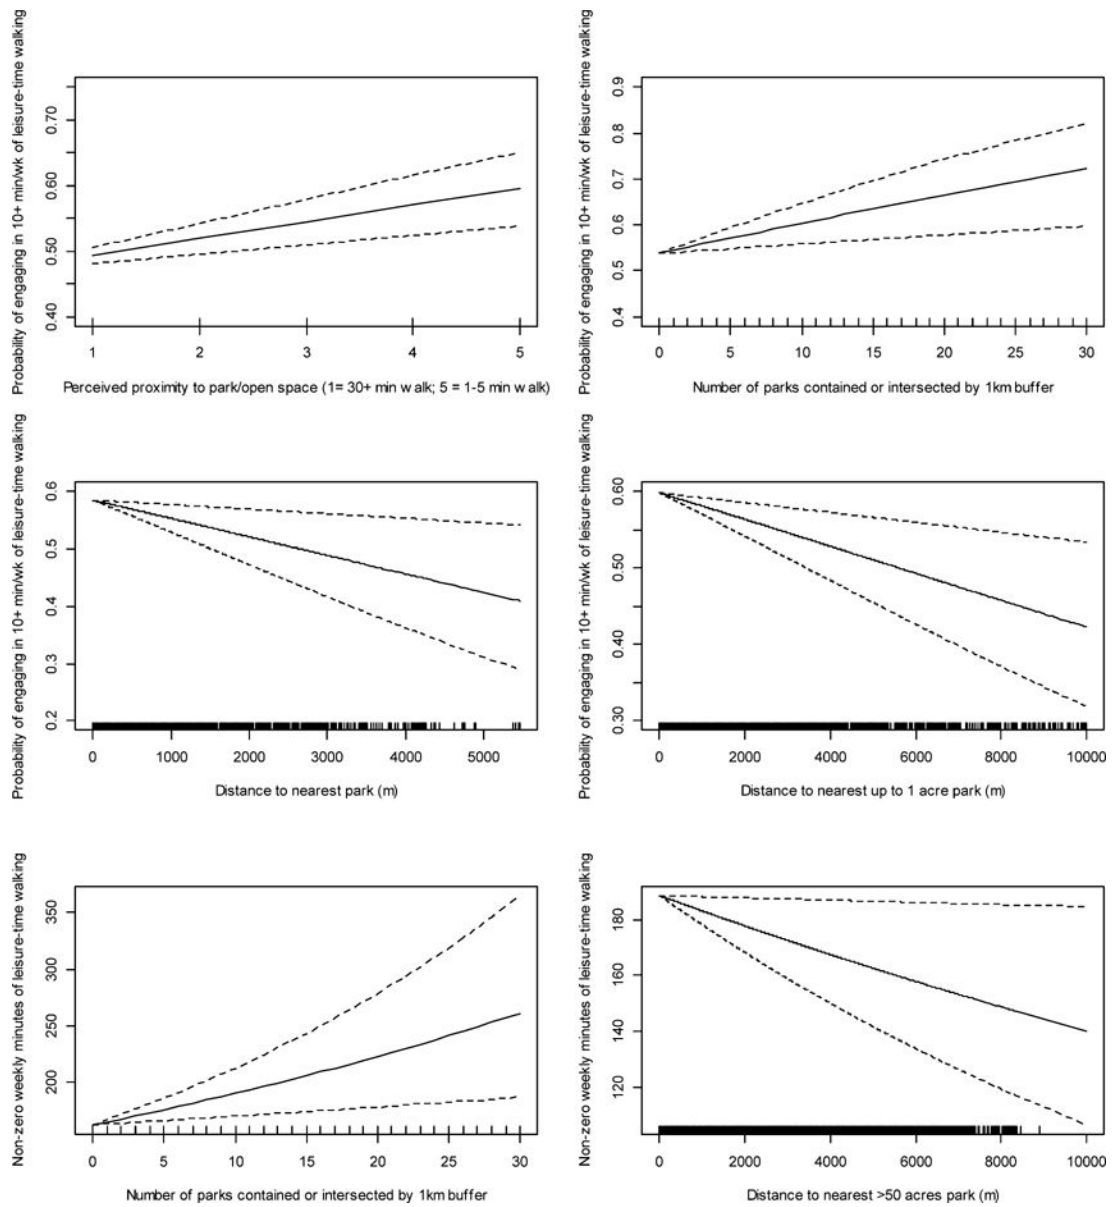 Probability of engaging in 10+ min/wk of leisure-time walking
0.70
0.60
0.50
0.40
1 2 3 4 5
Perceived proximity to park/open space (1= 30+ min walk; 5 = 1-5 min walk)
Probability of engaging in 10+ min/wk of leisure-time walking
0.9
0.8
0.7
0.6
0.5
0.4
0 5 10 15 20 25 30
Number of parks contained or intersected by 1km buffer
Probability of engaging in 10+ min/wk of leisure-time walking
0.6
0.5
0.4
0.3
0.2
0 1000 2000 3000 4000 5000
Distance to nearest park (m)
Probability of engaging in 10+ min/wk of leisure-time walking
0.60
0.50
0.40
0.30
0 2000 4000 6000 8000 10000
Distance to nearest up to 1 acre park (m)
Non-zero weekly minutes of leisure-time walking
350
300
250
200
0 5 10 15 20 25 30
Number of parks contained or intersected by 1km buffer
Non-zero weekly minutes of leisure-time walking
180
160
140
120
0 2000 4000 6000 8000 10000
Distance to nearest >50 acres park (m)